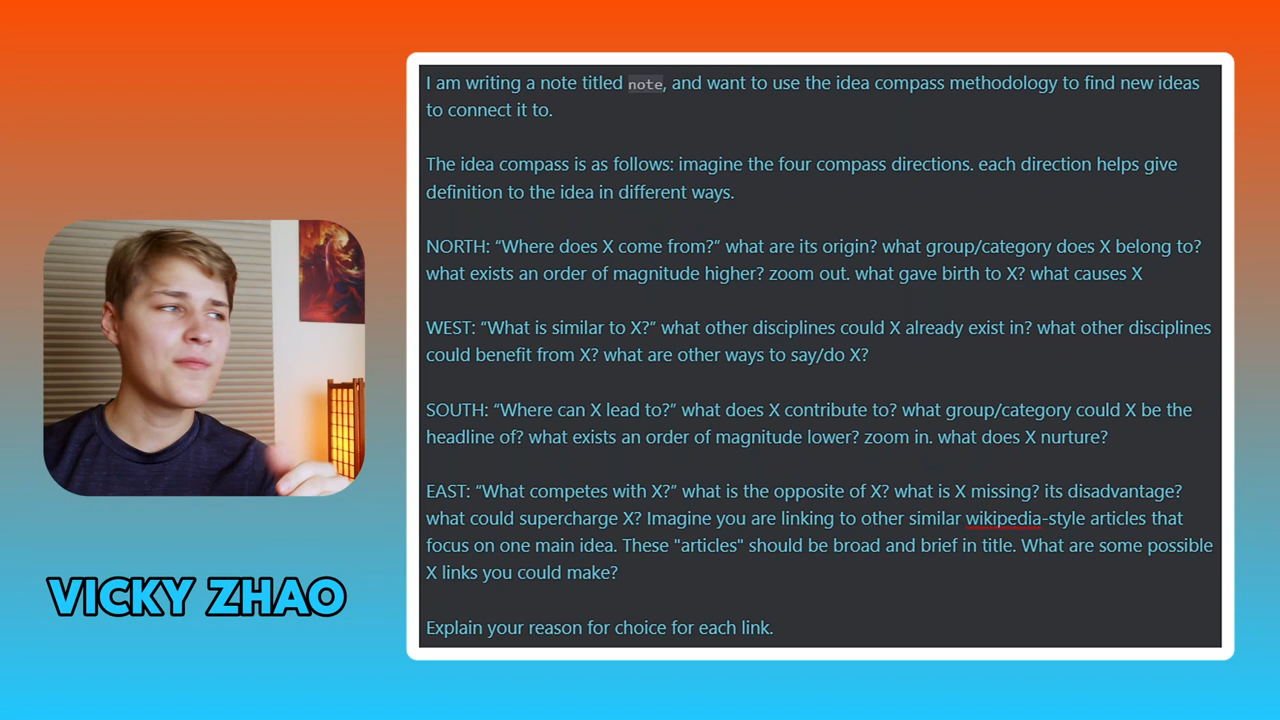 I am writing a note titled note, and want to use the idea compass methodology to find new ideas
to connect it to.
The idea compass is as follows: imagine the four compass directions. each direction helps give
definition to the idea in different ways.
NORTH: “Where does X come from?” what are its origin? what group/category does X belong to?
what exists an order of magnitude higher? zoom out. what gave birth to X? what causes X
WEST: “What is similar to X?” what other disciplines could X already exist in? what other disciplines
could benefit from X? what are other ways to say/do X?
SOUTH: “Where can X lead to?” what does X contribute to? what group/category could X be the
headline of? what exists an order of magnitude lower? zoom in. what does X nurture?
EAST: “What competes with X?” what is the opposite of X? what is X missing? its disadvantage?
what could supercharge X? Imagine you are linking to other similar wikipedia-style articles that
focus on one main idea. These "articles" should be broad and brief in title. What are some possible
X links you could make?
Explain your reason for choice for each link.
VICKY ZHAO